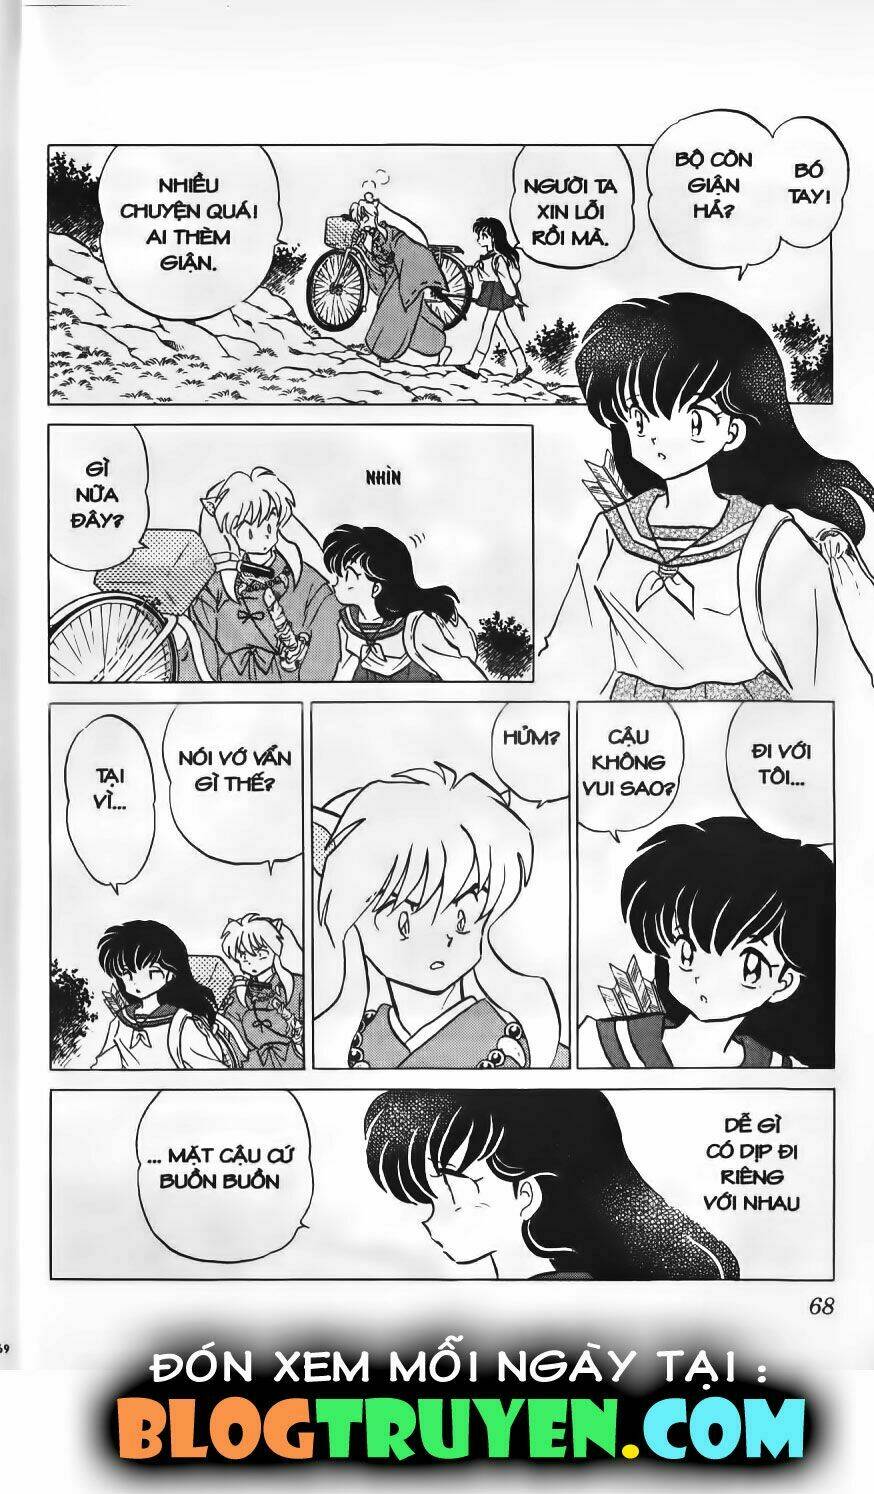 BÓ
TAY!
BỘ CÒN
GIẬN
HẢ?
NGƯỜI TA
XIN LỖI
RỒI MÀ.
NHIỀU
CHUYỆN QUÁ!
AI THÈM
GIẬN.
NHÌN
GÌ
NỮA
ĐÂY?
ĐI VỚI
TÔI...
CẬU
KHÔNG
VUI SAO?
HỬM?
NÓI VỚ VẨN
GÌ THẾ?
TẠI
VÌ...
DỄ GÌ
CÓ DỊP ĐI
RIÊNG
VỚI NHAU
... MẶT CẬU CỨ
BUỒN BUỒN
68
69
ĐÓN XEM MỖI NGÀY TẠI :
BLOGTRUYEN.COM